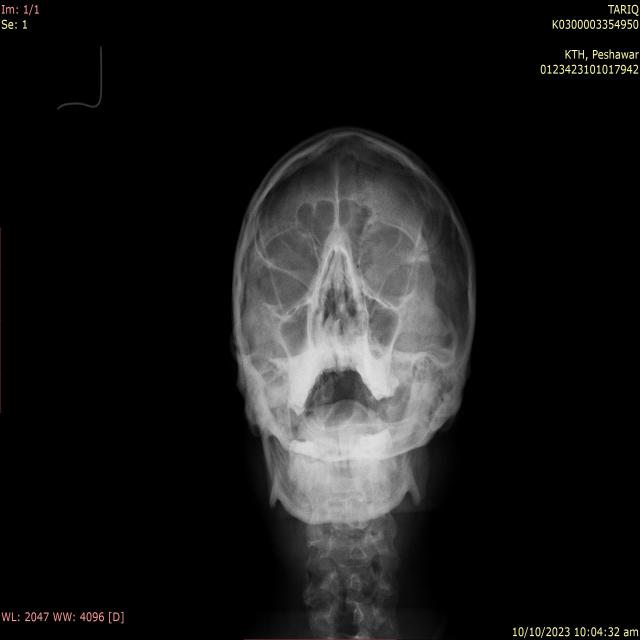 Im: 1/1
Se: 1
TARIQ
K0300003354950
KTH, Peshawar
0123423101017942
WL: 2047 WW: 4096 [D]
10/10/2023 10:04:32 am